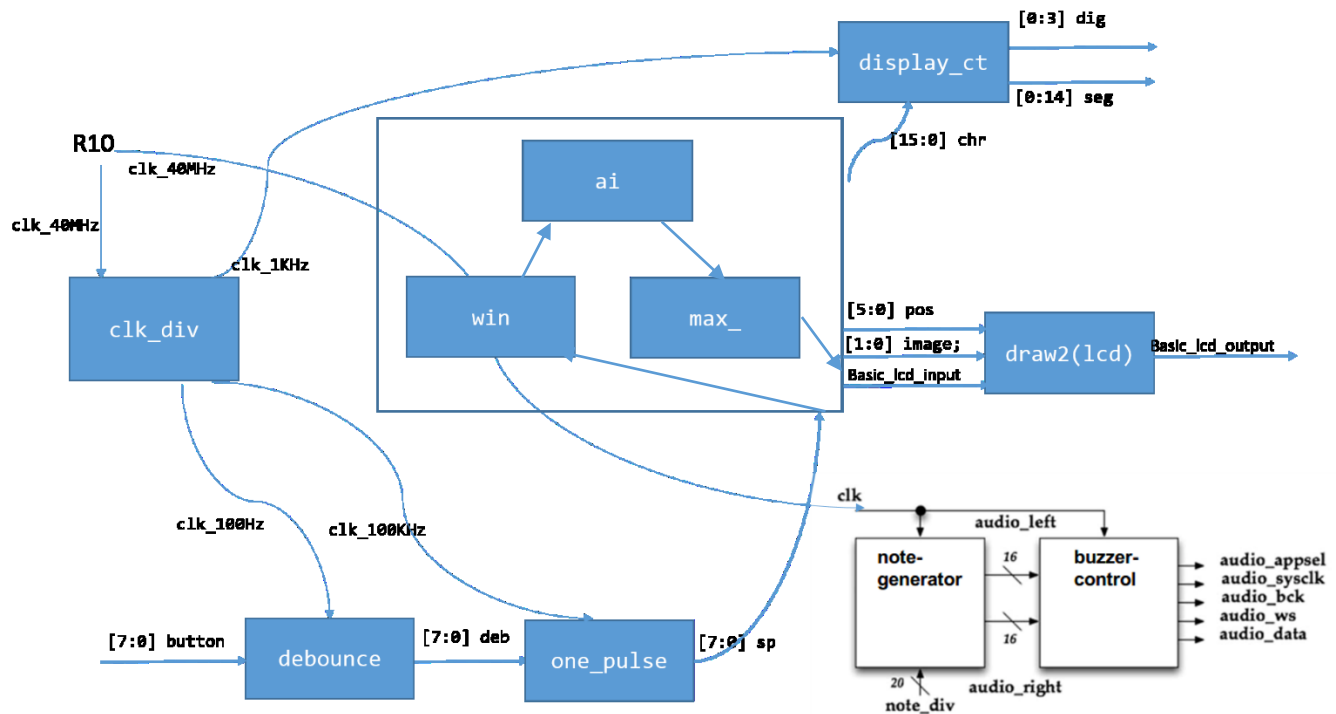 [0:3] dig
display_ct
[0:14] seg
[15:0] chr
R10
clk_40MHz
clk_40MHz
clk_1KHz
ai
clk_div
win
max_
[5:0] pos
[1:0] image;
Basic_lcd_input
draw2(lcd)
Basic_lcd_output
clk_100Hz
clk_100KHz
[7:0] button
debounce
[7:0] deb
one_pulse
[7:0] sp
clk
audio_left
note-
generator
16
16
buzzer-
control
audio_appsel
audio_sysclk
audio_bck
audio_ws
audio_data
20
note_div
audio_right